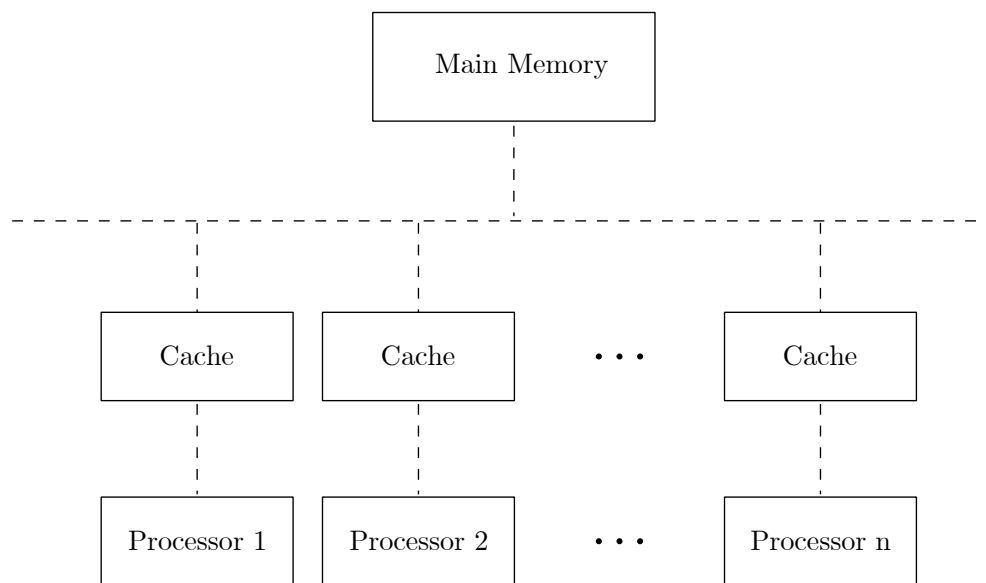 Main Memory
Cache Cache ... Cache
Processor 1 Processor 2 ... Processor n